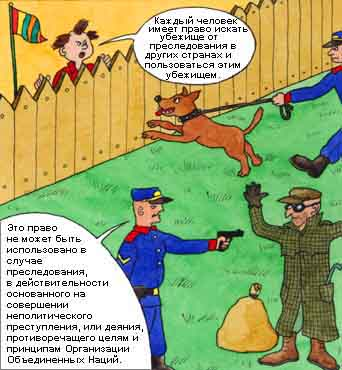 Каждый человек
имеет право искать
убежище от
преследования в
других странах и
пользоваться этим
убежищем.
Это право
не может быть
использовано в
случае
преследования,
в действительности
основанного на
совершении
неполитического
преступления, или деяния,
противоречащего целям и
принципам Организации
Объединенных Наций.